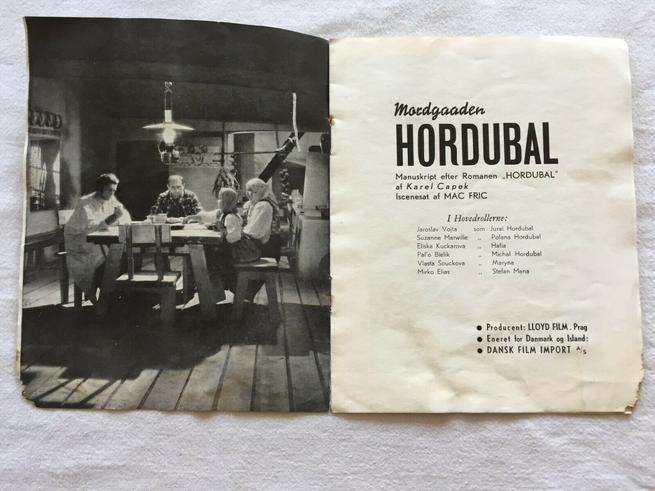 Mordgaaden
HORDUBAL
Manuskript efter Romanen „HORDUBAL"
af Karel Capek
Iscenesat af MAC FRIC
I Hovedrollerne:
Jaroslav Vojta som Jurai Hordubal
Suzanne Marwille „ Polana Hordubal
Eliska Kuckarova „ Hafia
Pal'o Bielik „ Michal Hordubal
Vlasta Souckova „ Maryna
Mirko Elias „ Stefan Mana
● Producent: LLOYD FILM . Prag
● Eneret for Danmark og Island:
● DANSK FILM IMPORT A/S